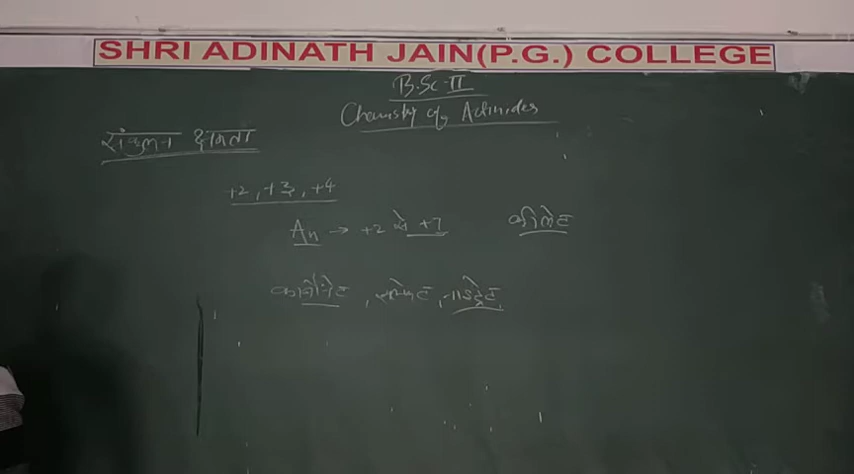 SHRI ADINATH JAIN(P.G.) COLLEGE
B.Sc-II
Chemistry of Actinides
संकुलन क्षमता
+2, +3, +4
An → +2 से +7 कीलेट
कार्बोनेट, सल्फेट, नाइट्रेट,